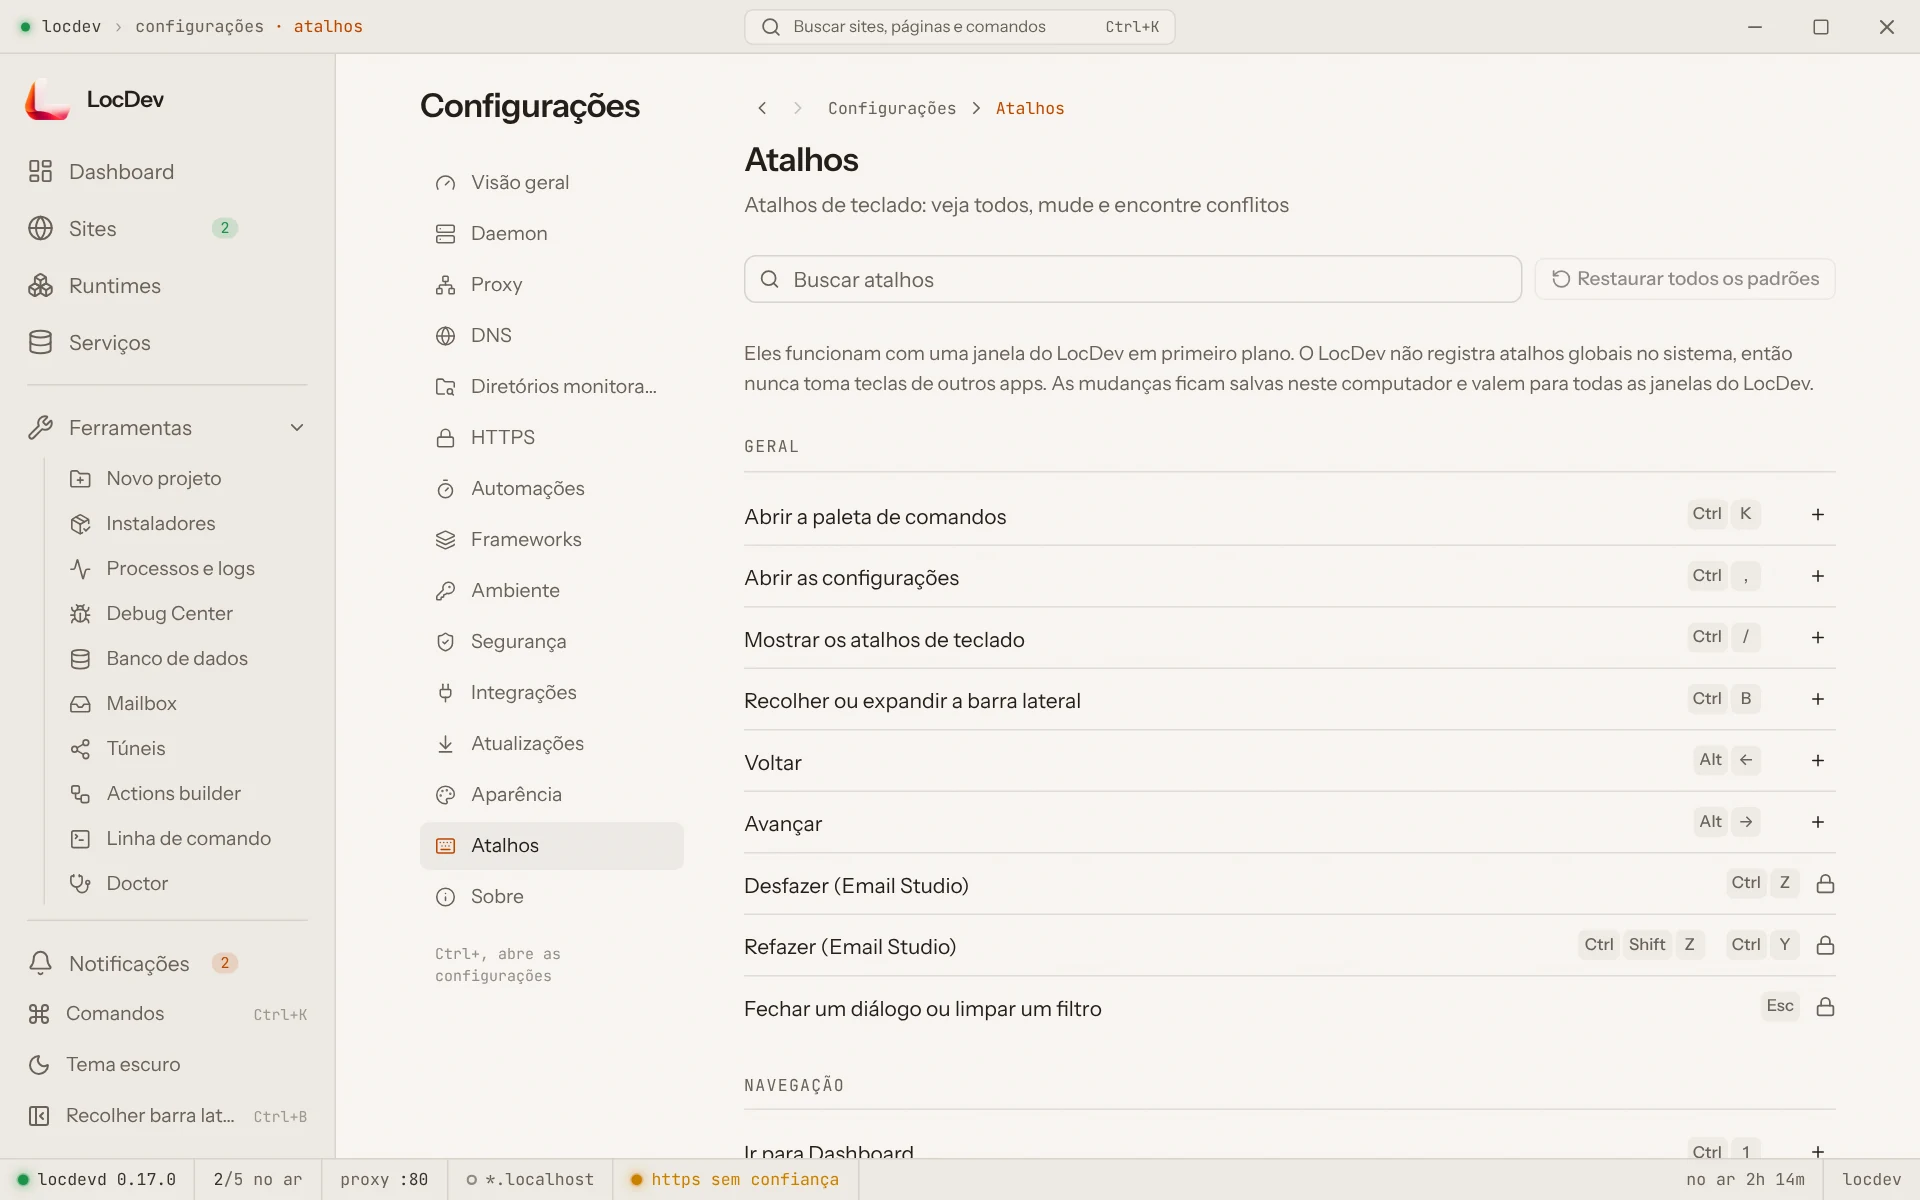 locdev › configurações · atalhos
Buscar sites, páginas e comandos Ctrl+K
LocDev
Dashboard
Sites 2
Runtimes
Serviços
Ferramentas
Novo projeto
Instaladores
Processos e logs
Debug Center
Banco de dados
Mailbox
Túneis
Actions builder
Linha de comando
Doctor
Notificações 2
Comandos Ctrl+K
Tema escuro
Recolher barra lat... Ctrl+B
Configurações
Visão geral
Daemon
Proxy
DNS
Diretórios monitora...
HTTPS
Automações
Frameworks
Ambiente
Segurança
Integrações
Atualizações
Aparência
Atalhos
Sobre
Ctrl+, abre as
configurações
Configurações > Atalhos
Atalhos
Atalhos de teclado: veja todos, mude e encontre conflitos
Buscar atalhos
Restaurar todos os padrões
Eles funcionam com uma janela do LocDev em primeiro plano. O LocDev não registra atalhos globais no sistema, então
nunca toma teclas de outros apps. As mudanças ficam salvas neste computador e valem para todas as janelas do LocDev.
GERAL
Abrir a paleta de comandos Ctrl K +
Abrir as configurações Ctrl , +
Mostrar os atalhos de teclado Ctrl / +
Recolher ou expandir a barra lateral Ctrl B +
Voltar Alt ← +
Avançar Alt → +
Desfazer (Email Studio) Ctrl Z
Refazer (Email Studio) Ctrl Shift Z Ctrl Y
Fechar um diálogo ou limpar um filtro Esc
NAVEGAÇÃO
Ir para Dashboard Ctrl 1 +
locdevd 0.17.0 2/5 no ar proxy :80 *.localhost https sem confiança no ar 2h 14m locdev